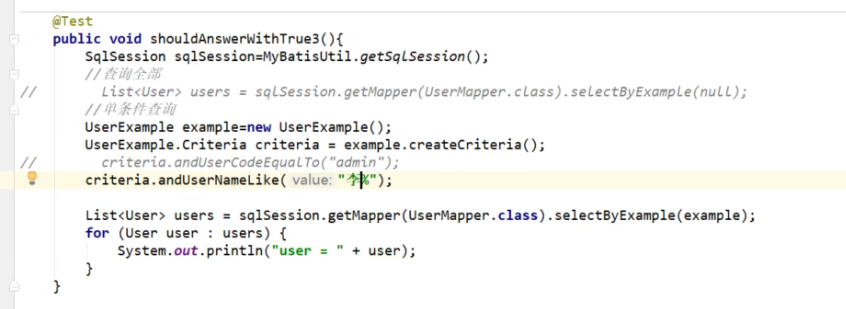 @Test
public void shouldAnswerWithTrue3(){
SqlSession sqlSession=MyBatisUtil.getSqlSession();
//查询全部
// List<User> users = sqlSession.getMapper(UserMapper.class).selectByExample(null);
//单条件查询
UserExample example=new UserExample();
UserExample.Criteria criteria = example.createCriteria();
// criteria.andUserCodeEqualTo("admin");
criteria.andUserNameLike( value: "李%");
List<User> users = sqlSession.getMapper(UserMapper.class).selectByExample(example);
for (User user : users) {
System.out.println("user = " + user);
}
}